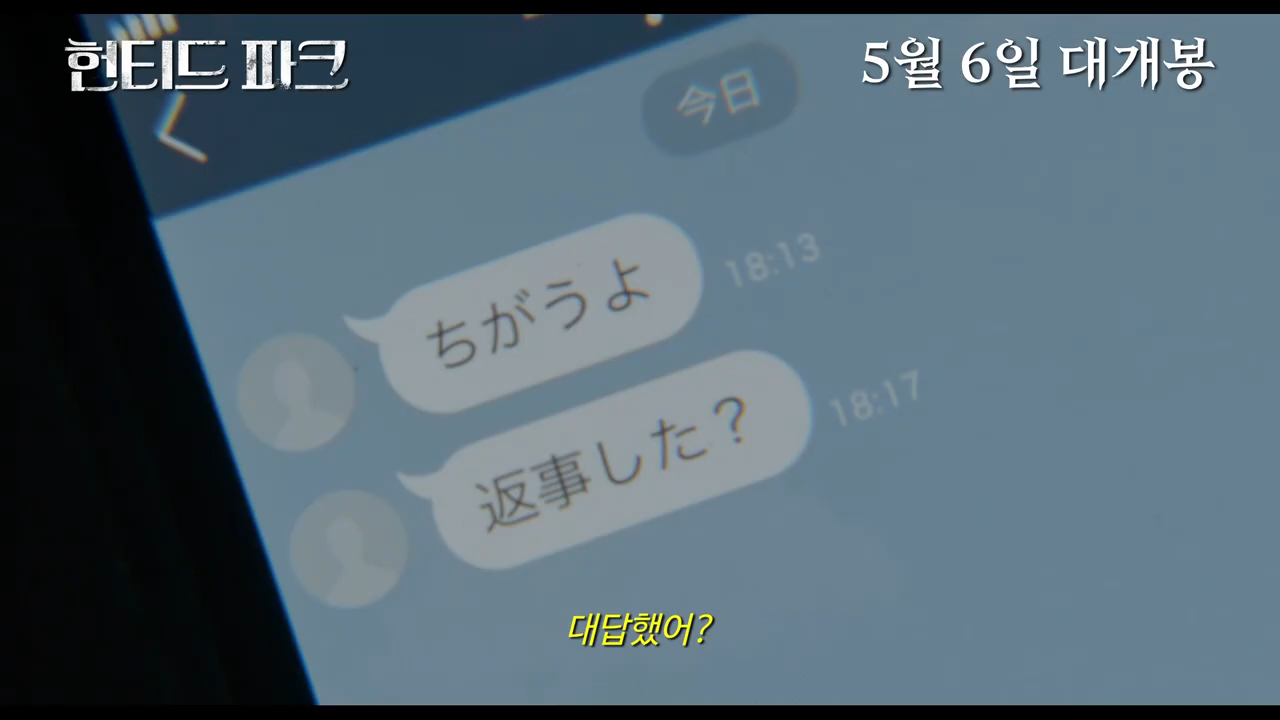 헌티드 파크
5월 6일 대개봉
今日
ちがうよ
18:13
返事した？
18:17
대답했어?